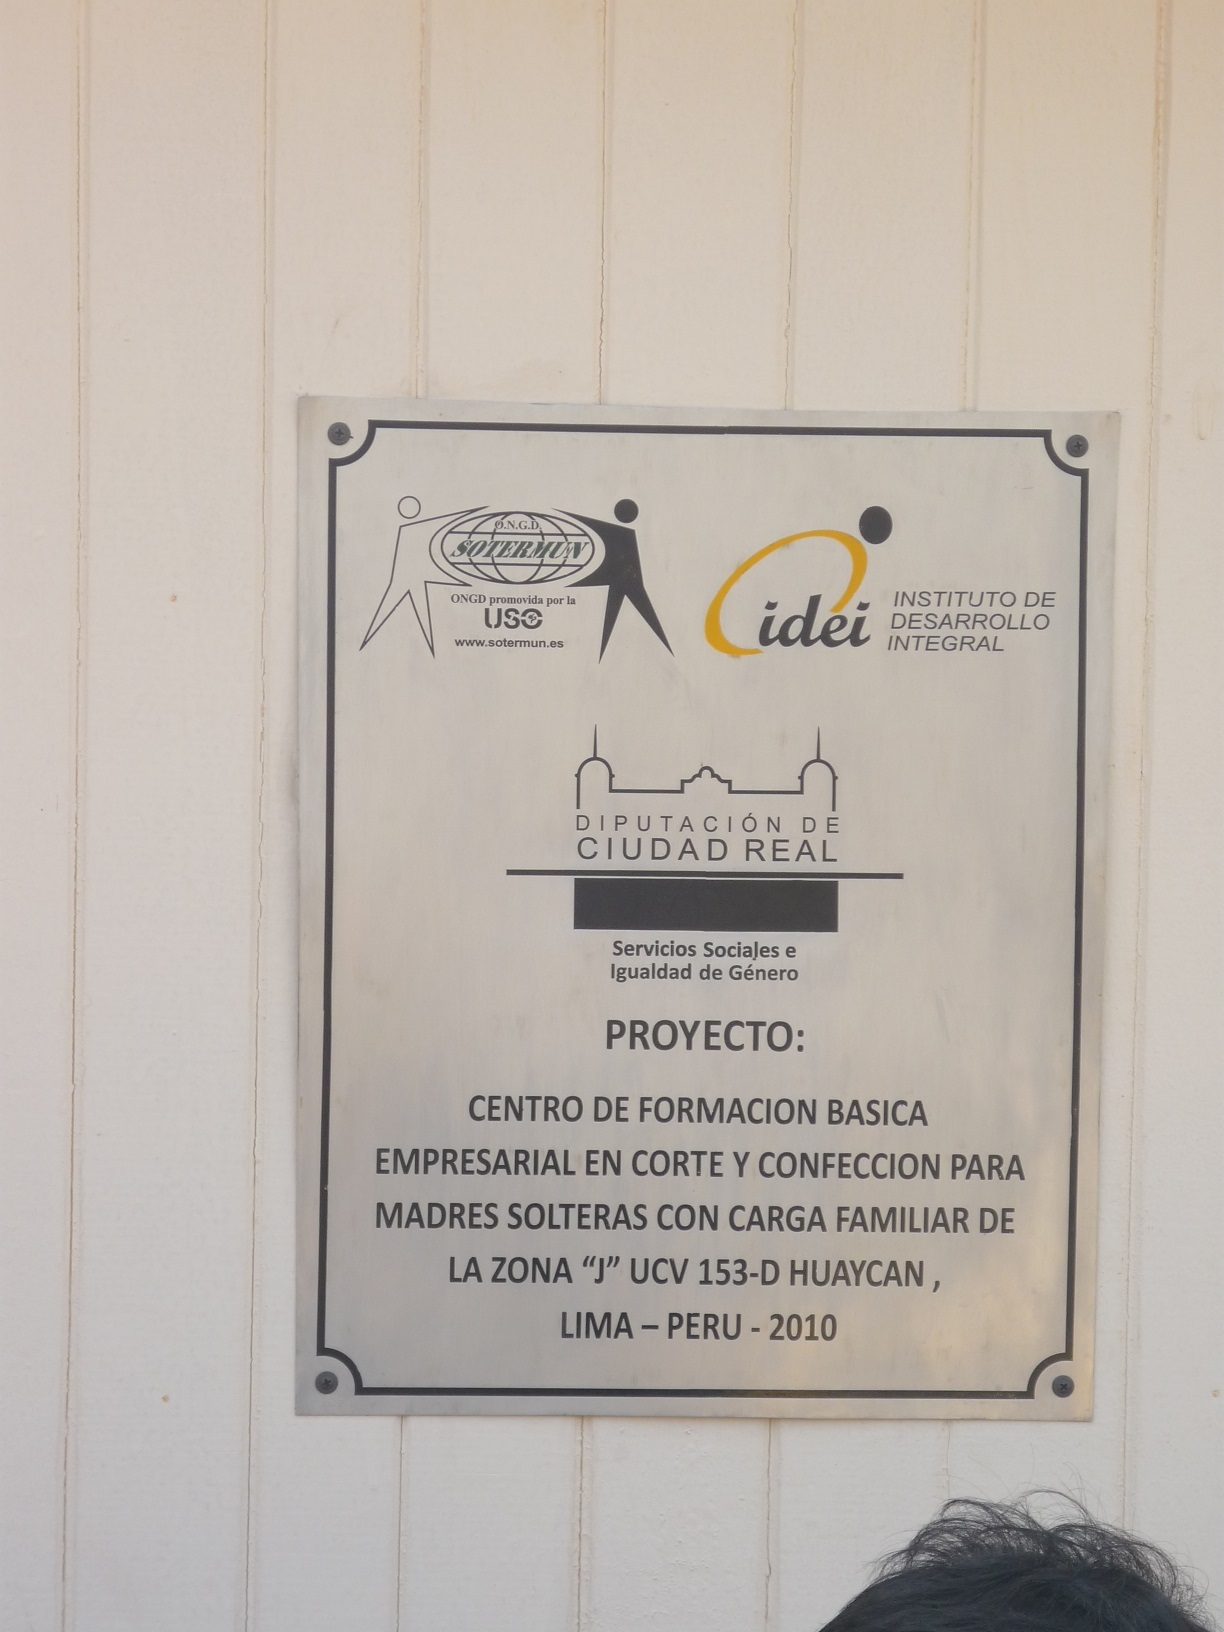 O.N.G.D.
SOTERMUN
ONGD promovida por la
USO
www.sotermun.es
idei
INSTITUTO DE
DESARROLLO
INTEGRAL
DIPUTACIÓN DE
CIUDAD REAL
Servicios Sociales e
Igualdad de Género
PROYECTO:
CENTRO DE FORMACION BASICA
EMPRESARIAL EN CORTE Y CONFECCION PARA
MADRES SOLTERAS CON CARGA FAMILIAR DE
LA ZONA “J” UCV 153-D HUAYCAN ,
LIMA – PERU - 2010